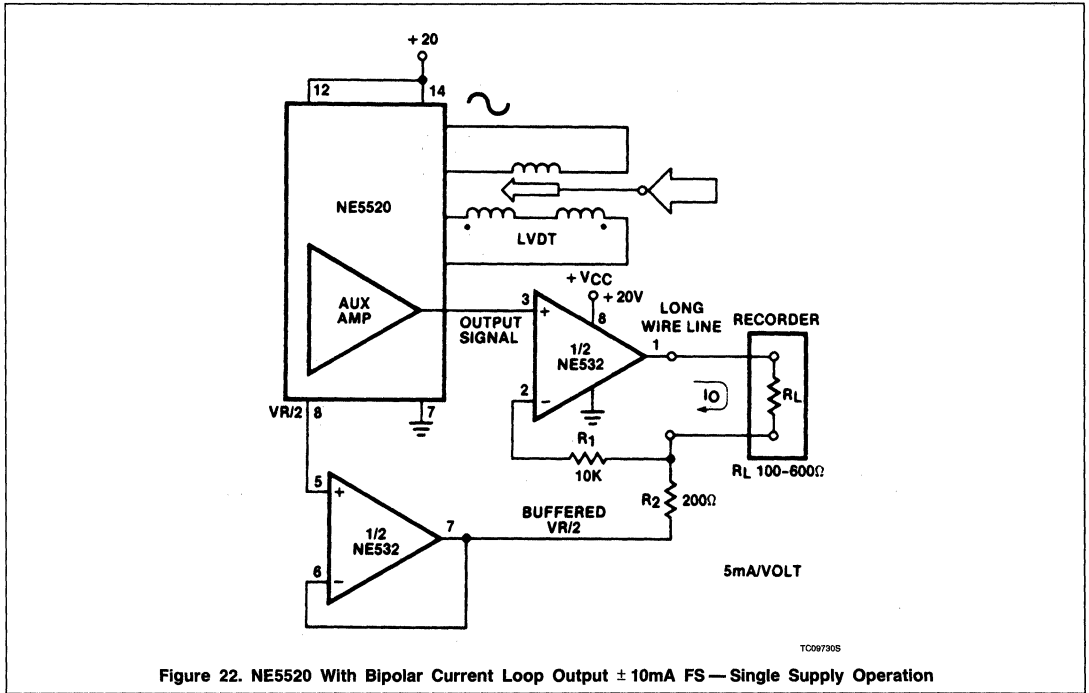 +20
12
14
NE5520
LVDT
AUX
AMP
OUTPUT
SIGNAL
+VCC
+20V
3
+
8
1/2
NE532
2
−
1
LONG
WIRE LINE
RECORDER
IO
RL
RL 100–600Ω
VR/2
8
7
R1
10K
R2
200Ω
5
+
1/2
NE532
6
−
7
BUFFERED
VR/2
5mA/VOLT
TC09730S
Figure 22. NE5520 With Bipolar Current Loop Output ±10mA FS — Single Supply Operation